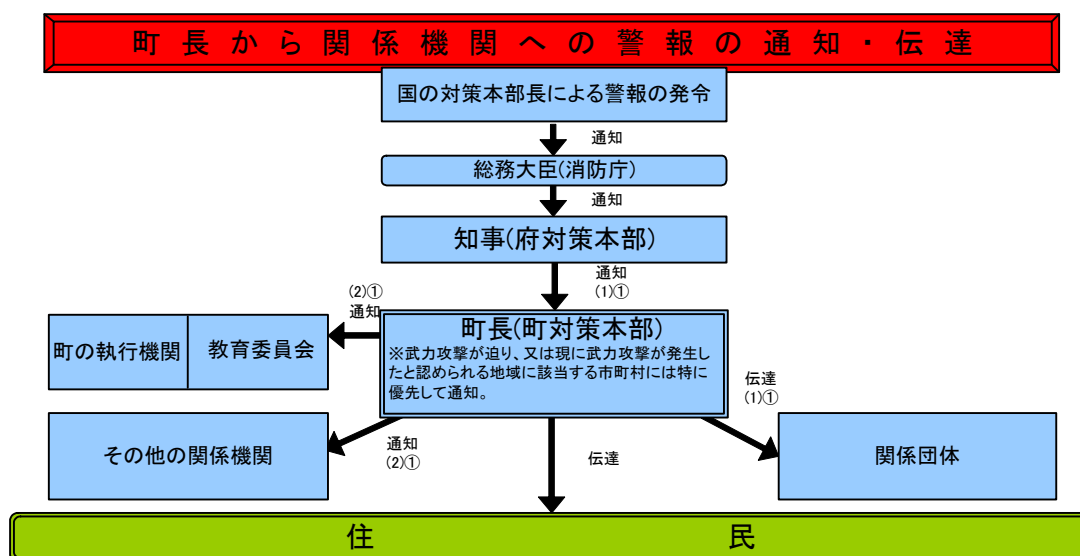 町長から関係機関への警報の通知・伝達
国の対策本部長による警報の発令
通知
総務大臣(消防庁)
通知
知事(府対策本部)
通知
(1)①
(2)①
通知
町長(町対策本部)
※武力攻撃が迫り、又は現に武力攻撃が発生し
たと認められる地域に該当する市町村には特に
優先して通知。
町の執行機関
教育委員会
伝達
(1)①
その他の関係機関
通知
(2)①
伝達
関係団体
住民